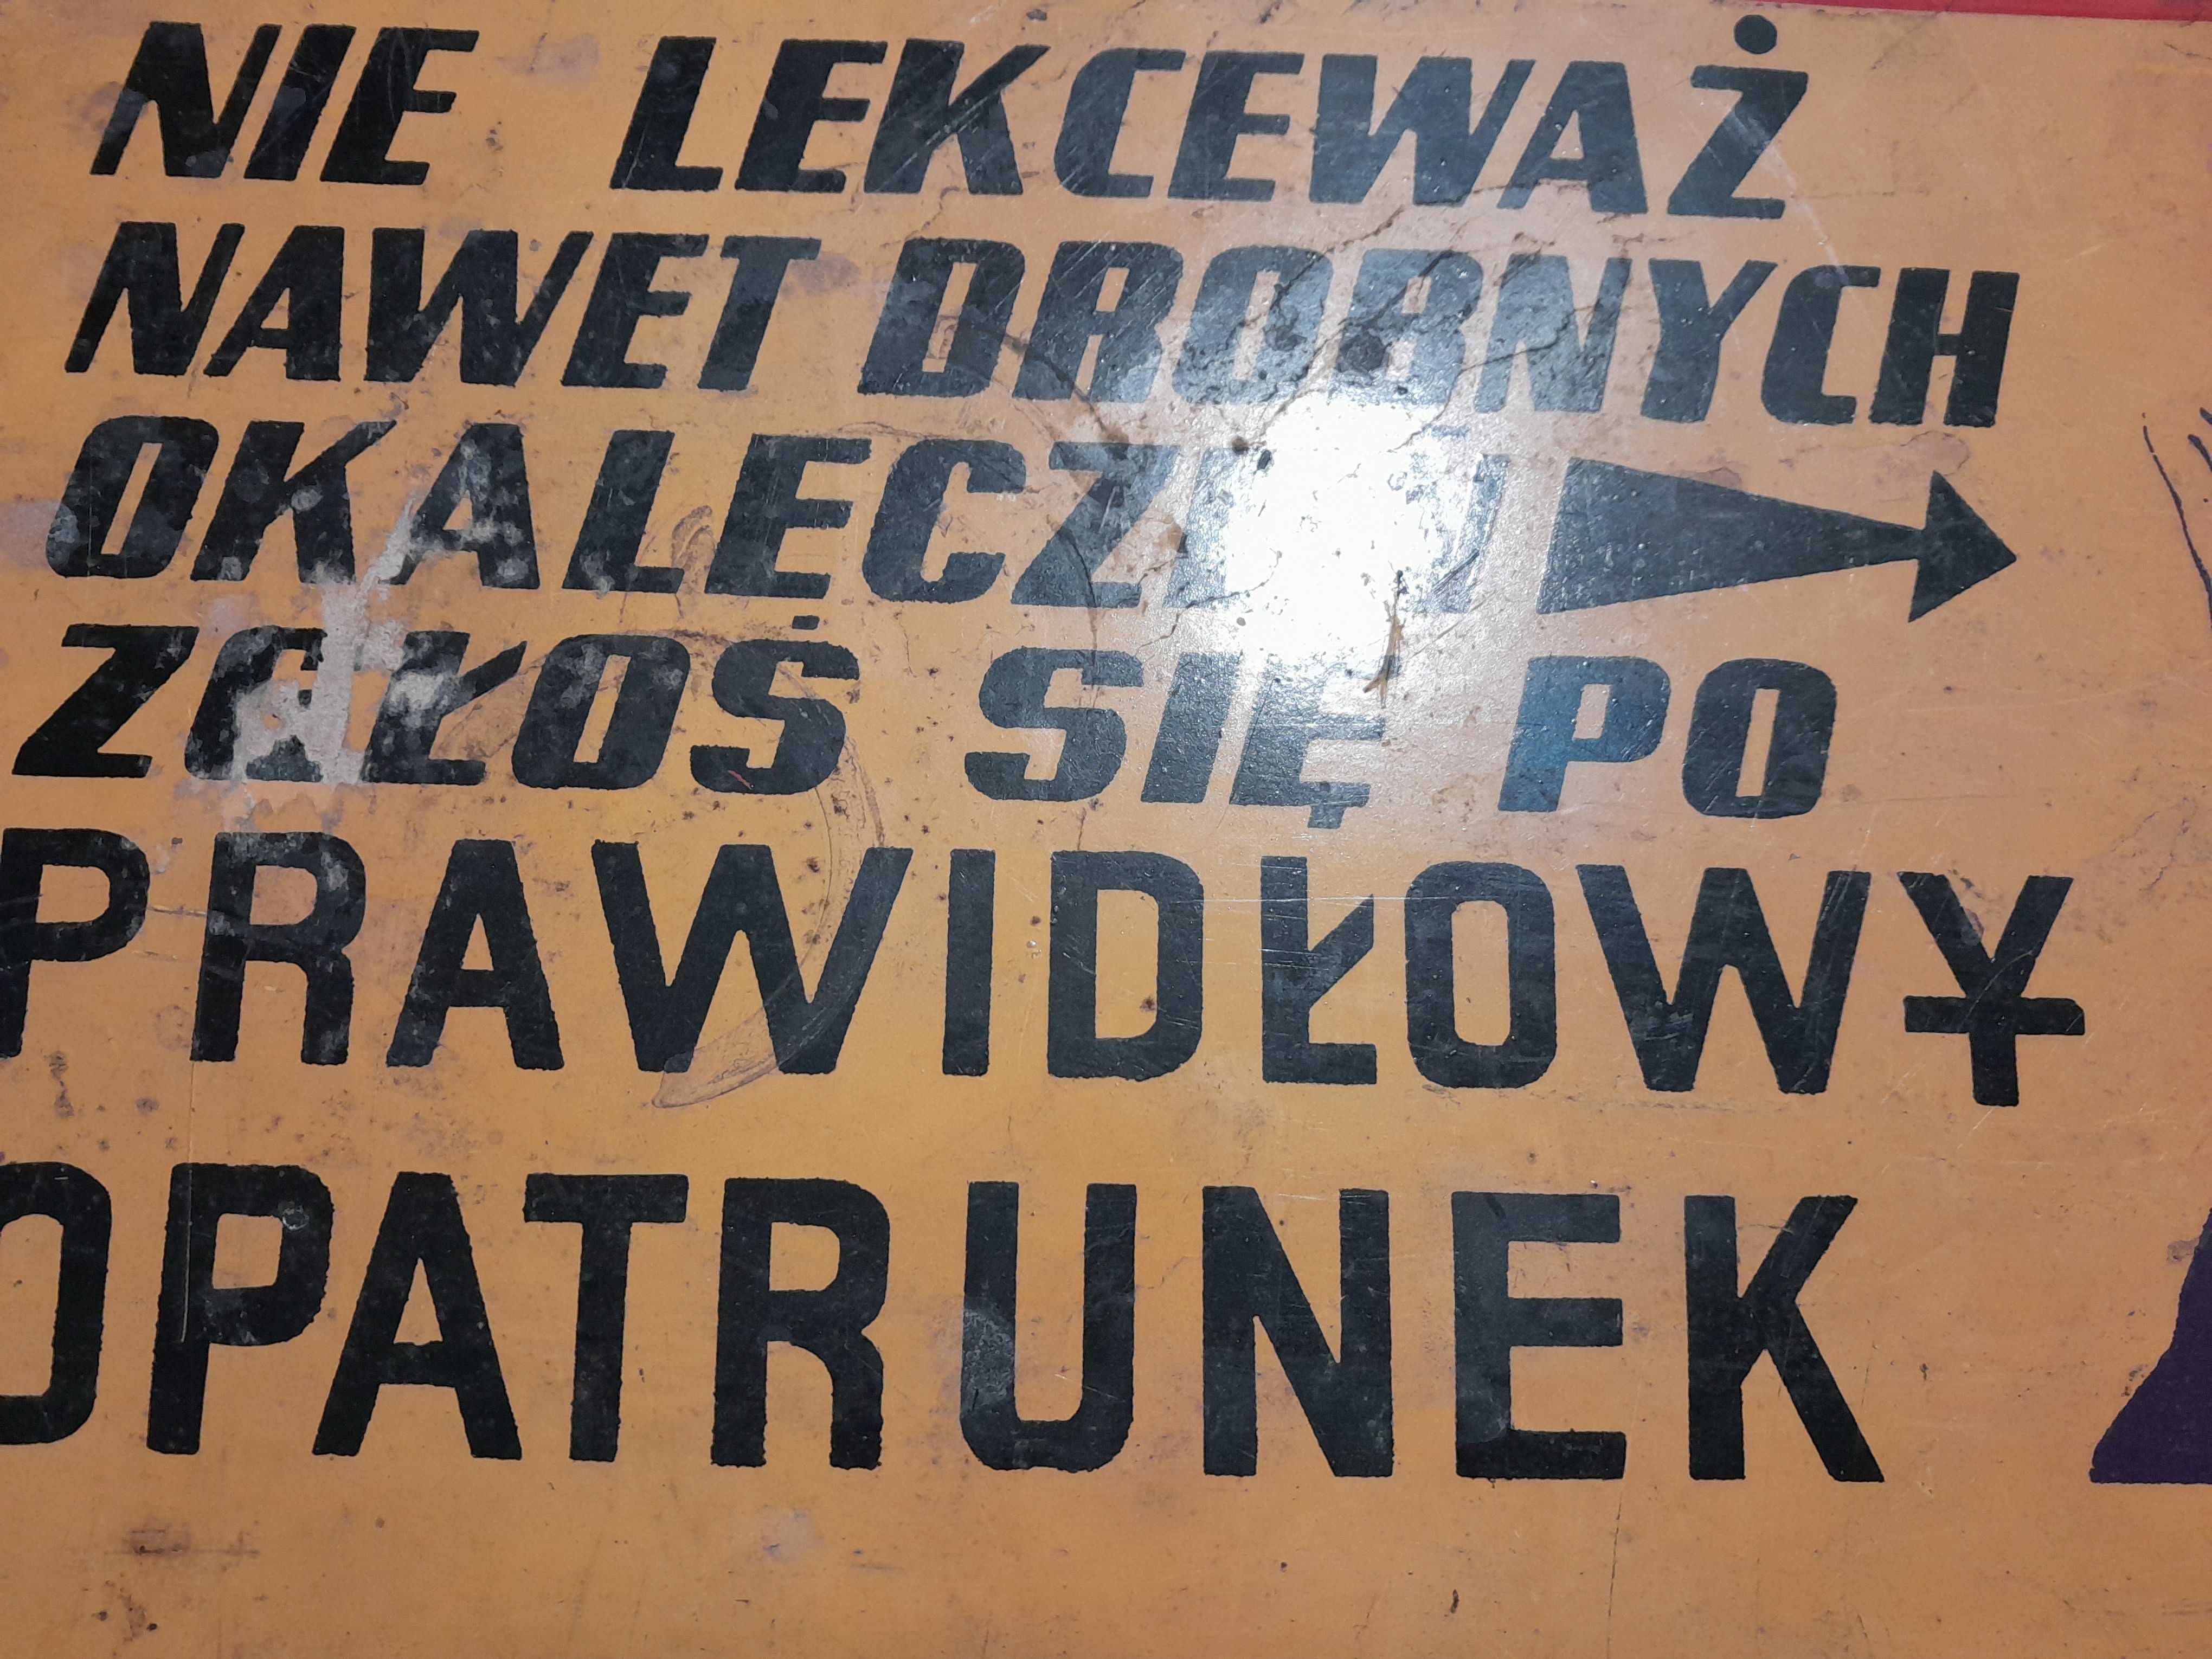 NIE LEKCEWAŻ
NAWET DROBNYCH
OKALECZEŃ
ZGŁOŚ SIĘ PO
PRAWIDŁOWY
OPATRUNEK